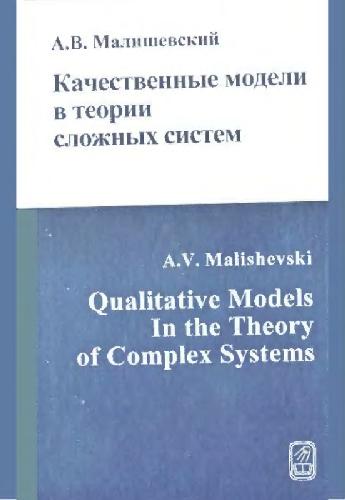 А.В. Малишевский
Качественные модели
в теории
сложных систем
A.V. Malishevski
Qualitative Models
In the Theory
of Complex Systems